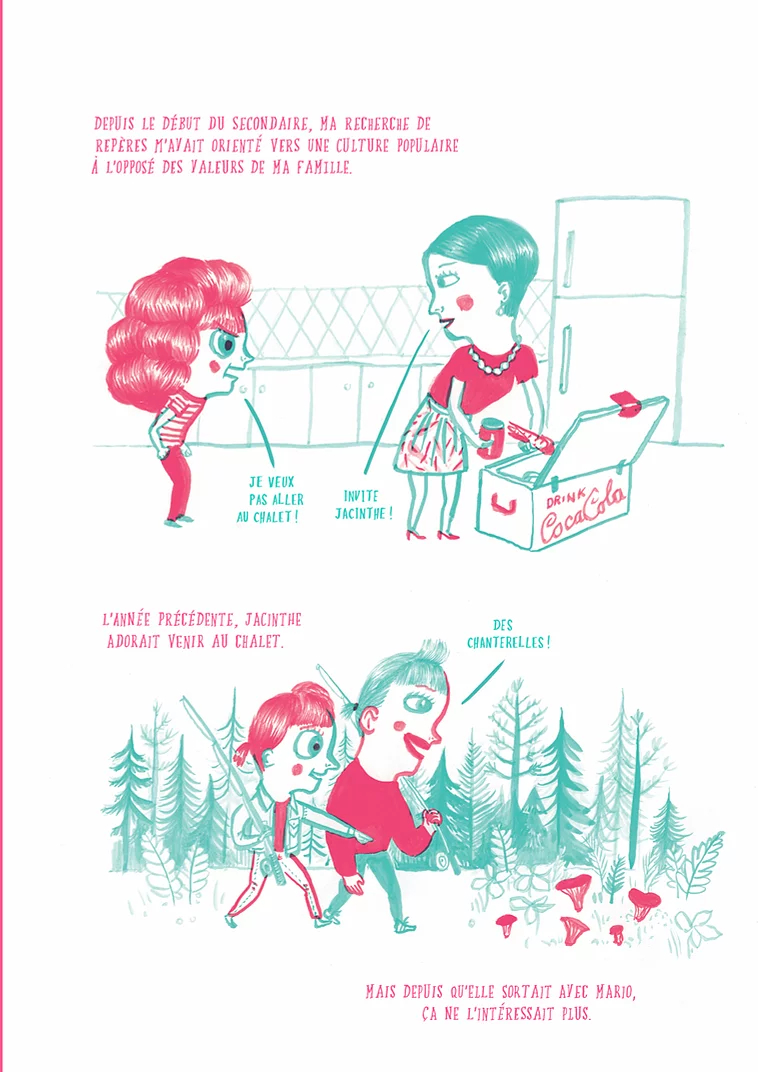 DEPUIS LE DÉBUT DU SECONDAIRE, MA RECHERCHE DE
REPÈRES M'AVAIT ORIENTÉ VERS UNE CULTURE POPULAIRE
À L'OPPOSÉ DES VALEURS DE MA FAMILLE.
JE VEUX
PAS ALLER
AU CHALET !
INVITE
JACINTHE !
DRINK
CocaCola
L'ANNÉE PRÉCÉDENTE, JACINTHE
ADORAIT VENIR AU CHALET.
DES
CHANTERELLES !
MAIS DEPUIS QU'ELLE SORTAIT AVEC MARIO,
ÇA NE L'INTÉRESSAIT PLUS.